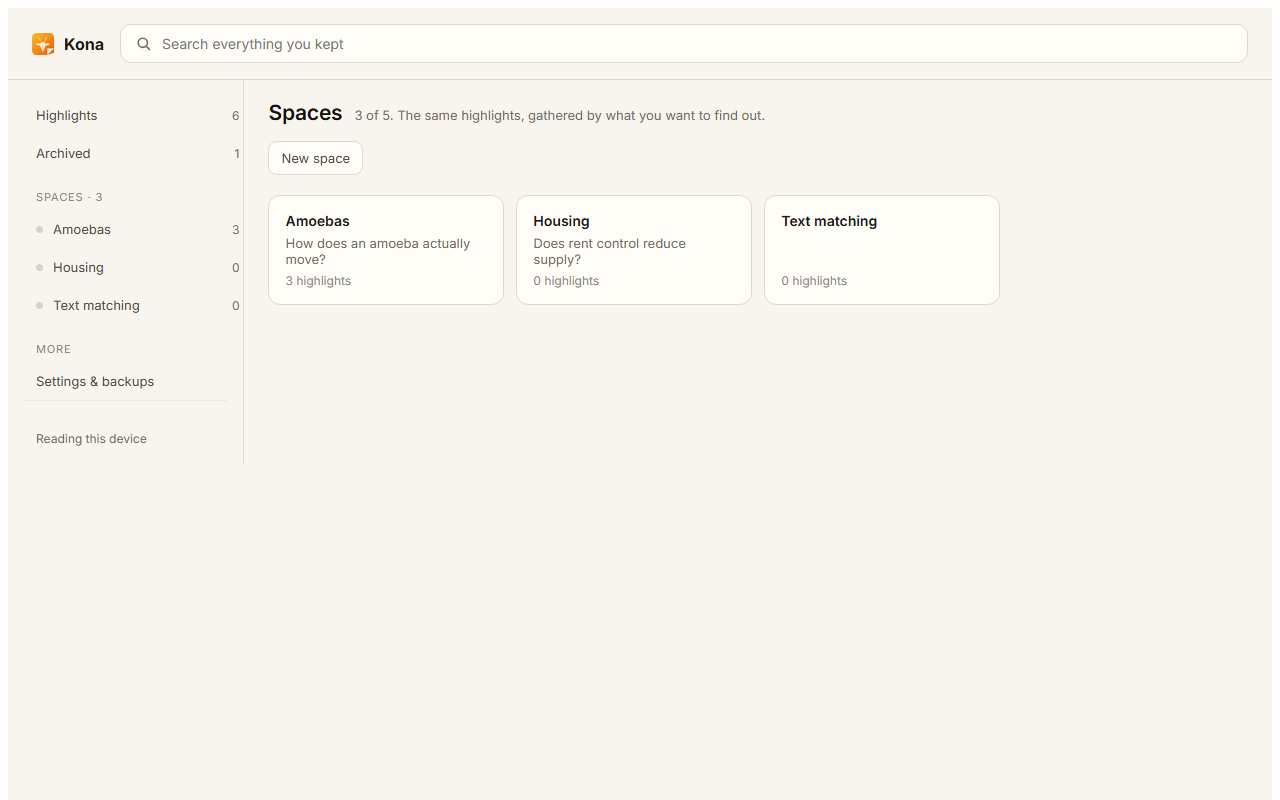 Kona
Search everything you kept
Highlights 6
Archived 1
SPACES · 3
Amoebas 3
Housing 0
Text matching 0
MORE
Settings & backups
Reading this device
Spaces 3 of 5. The same highlights, gathered by what you want to find out.
New space
Amoebas
How does an amoeba actually
move?
3 highlights
Housing
Does rent control reduce
supply?
0 highlights
Text matching
0 highlights